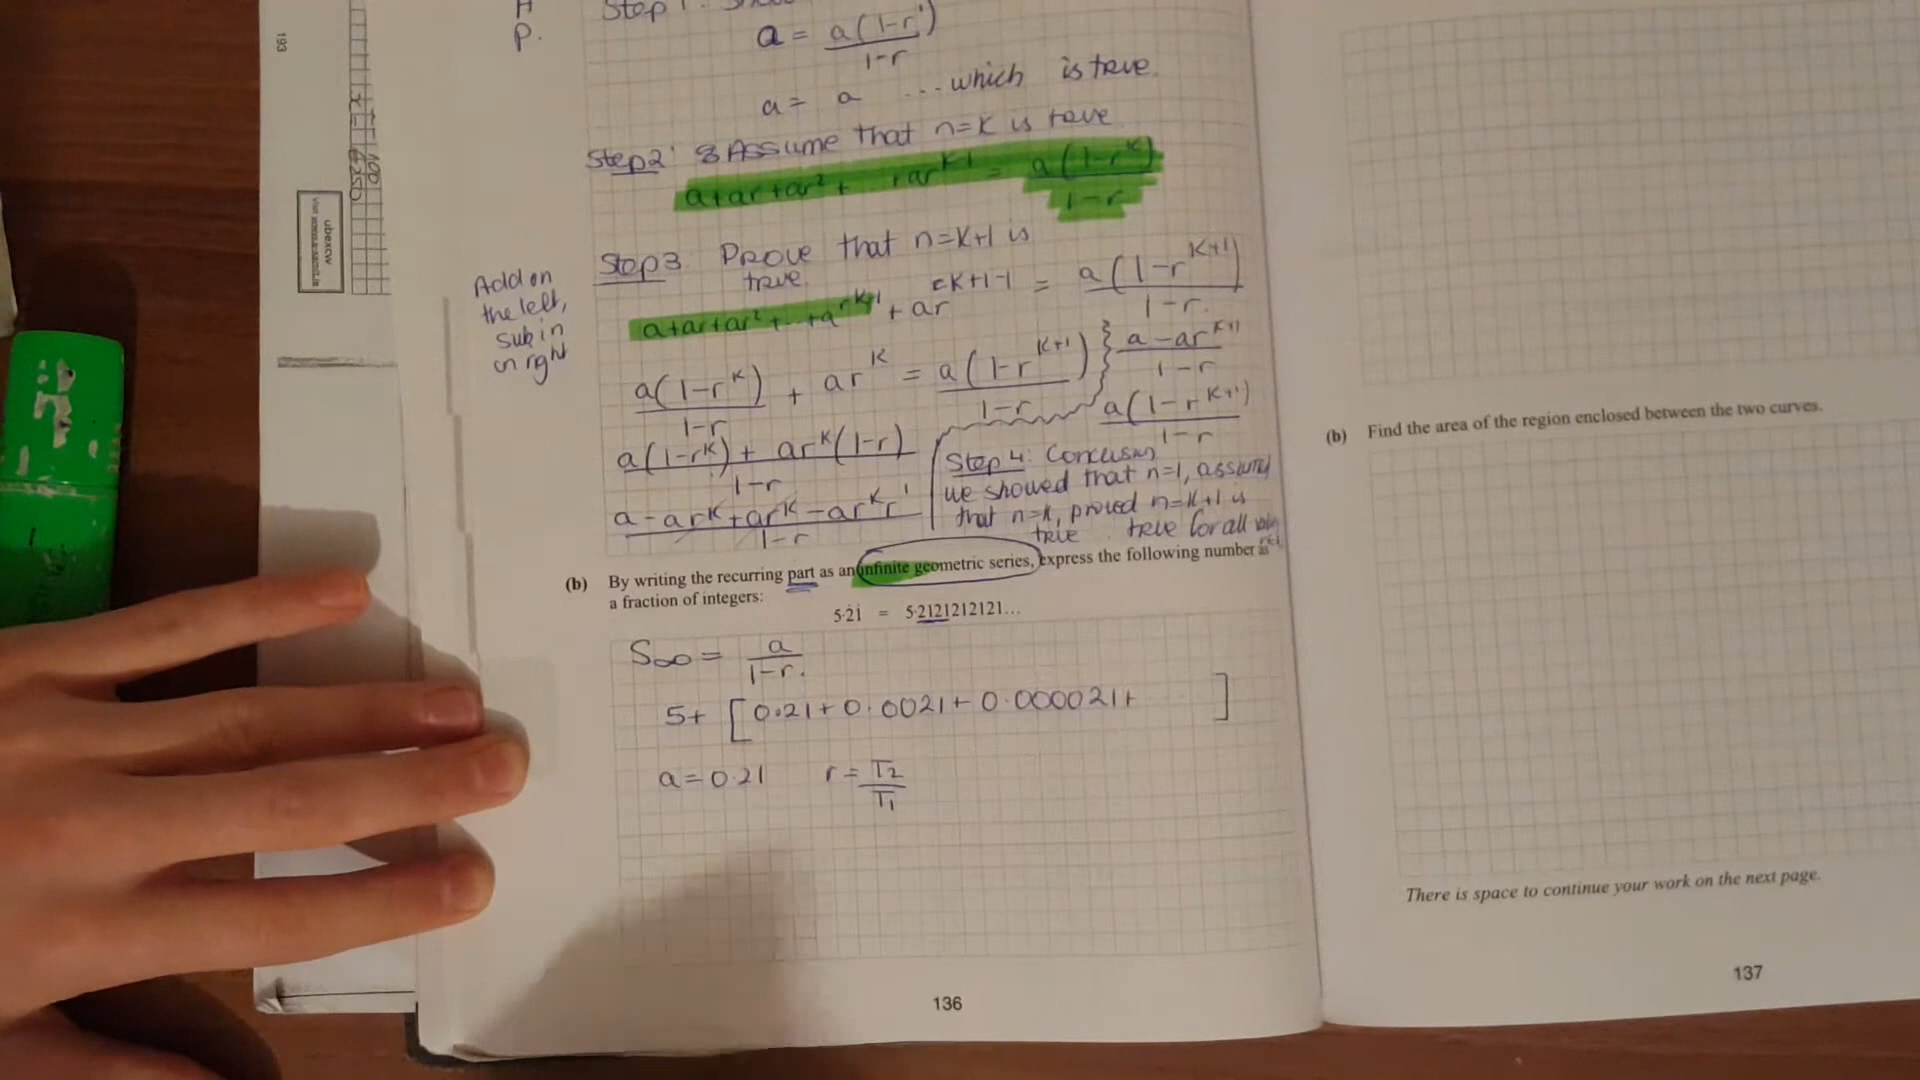 193
P.
Step 1:
a = a(1-r¹)
1-r
a = a ...which is true.
Step 2: Assume that n=k is true
a+ar+ar²+...+ar^k-1 = a(1-r^k)
1-r
Step 3: Prove that n=k+1 is
true.
Add on
the left,
sub in
on right
a+ar+ar²+...+ar^k-1 + ar^k+1-1 = a(1-r^k+1)
1-r.
a(1-r^k) + ar^k = a(1-r^k+1) } a-ar^k+1
1-r 1-r 1-r
a(1-r^k+1)
1-r
a(1-r^k) + ar^k(1-r)
1-r
a-ar^k+ar^k-ar^kr¹
1-r
Step 4: Conclusion
we showed that n=1,
that n=k, proved n=k+1 is
true. true for all
(b) By writing the recurring part as an infinite geometric series, express the following number as
a fraction of integers:
5·2̇1̇ = 5·2121212121...
S∞ = a
1-r.
5+ [0.21+0.0021+0.000021+ ]
a=0.21 r = T₂
T₁
136
(b) Find the area of the region enclosed between the two curves.
There is space to continue your work on the next page.
137